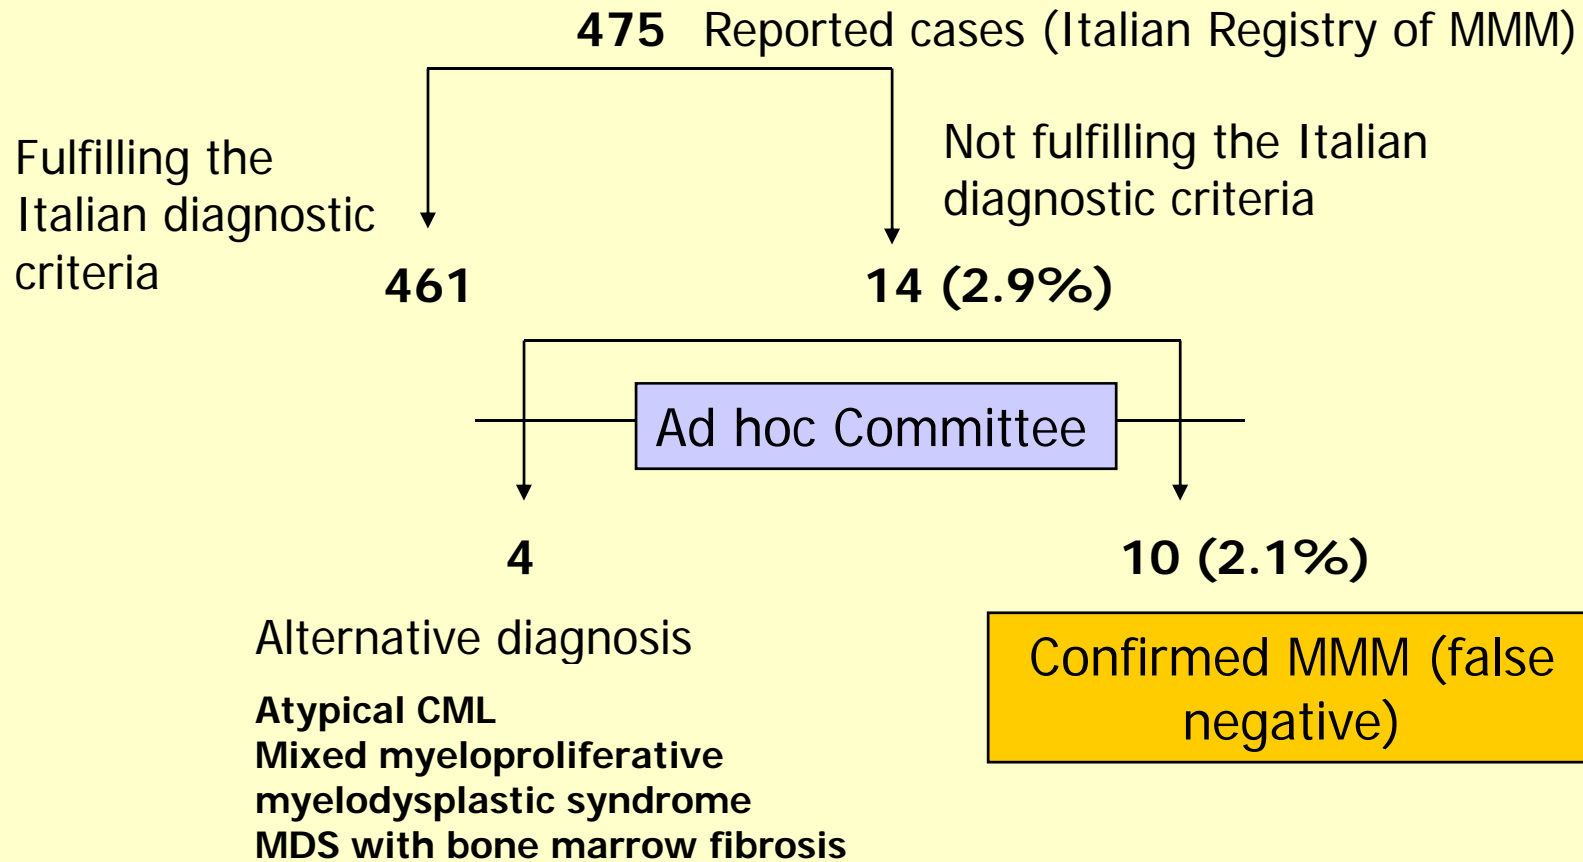 475 Reported cases (Italian Registry of MMM)
Fulfilling the
Italian diagnostic
criteria
Not fulfilling the Italian
diagnostic criteria
461
14 (2.9%)
Ad hoc Committee
4
10 (2.1%)
Alternative diagnosis
Confirmed MMM (false
negative)
Atypical CML
Mixed myeloproliferative
myelodysplastic syndrome
MDS with bone marrow fibrosis